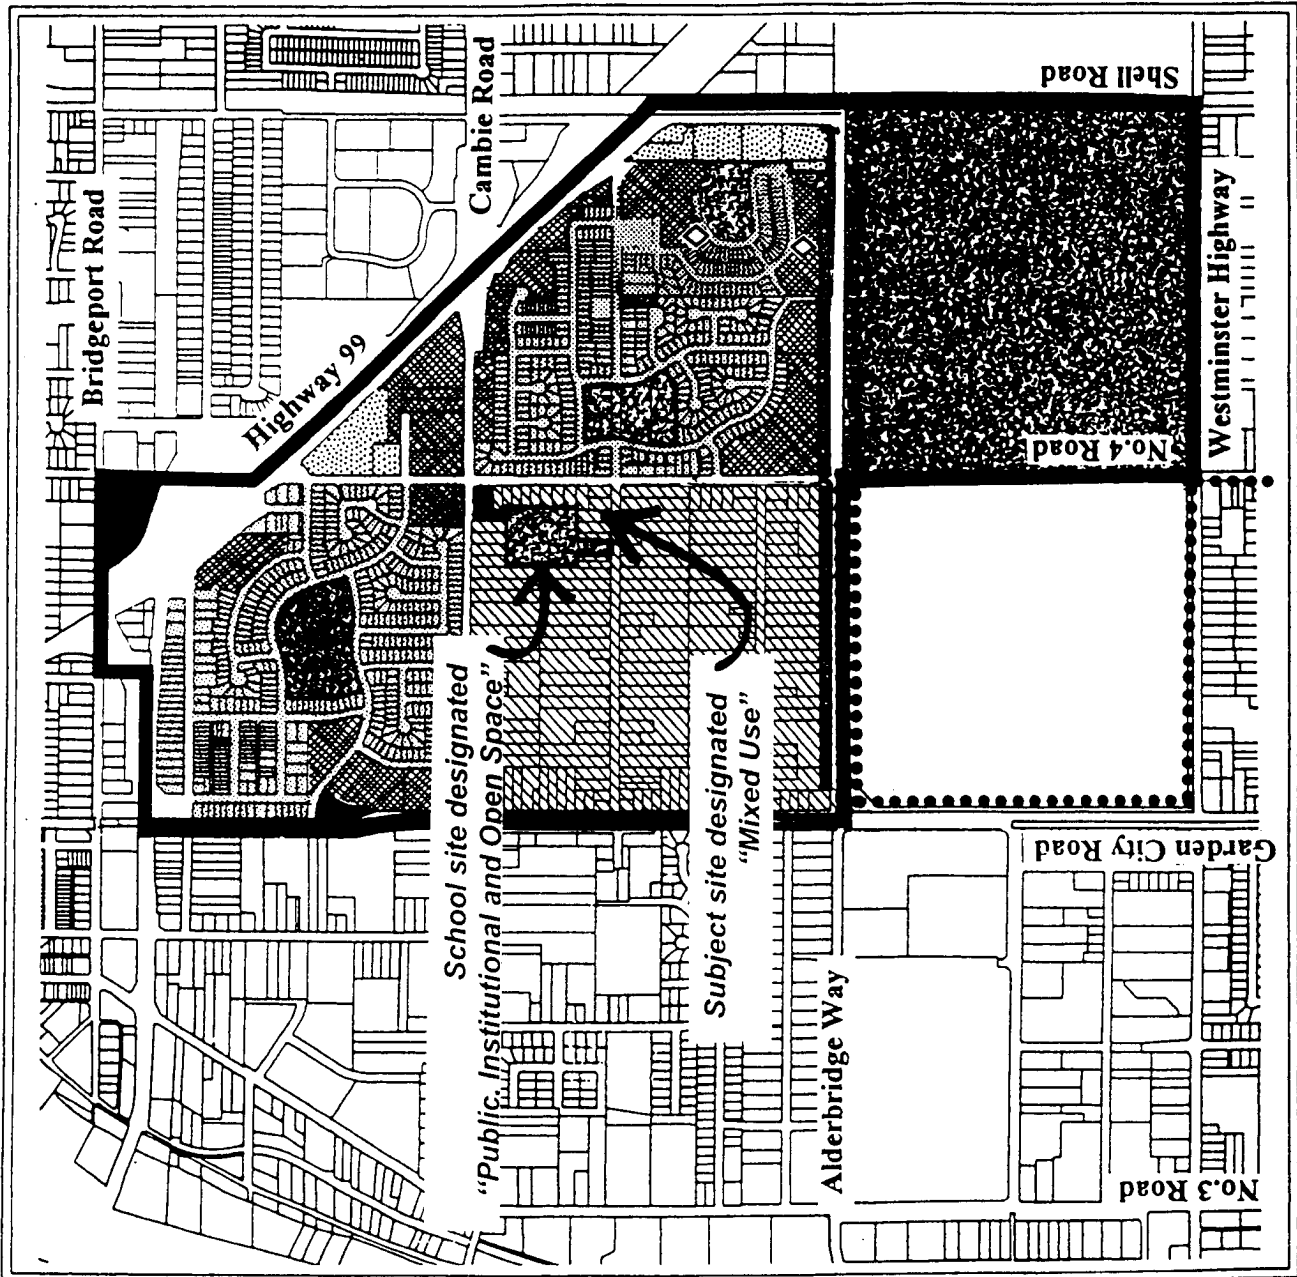 Shell Road
Cambie Road
Bridgeport Road
Highway 99
Westminster Highway
No.4 Road
School site designated
"Public, Institutional and Open Space"
Subject site designated
"Mixed Use"
Garden City Road
Alderbridge Way
No.3 Road